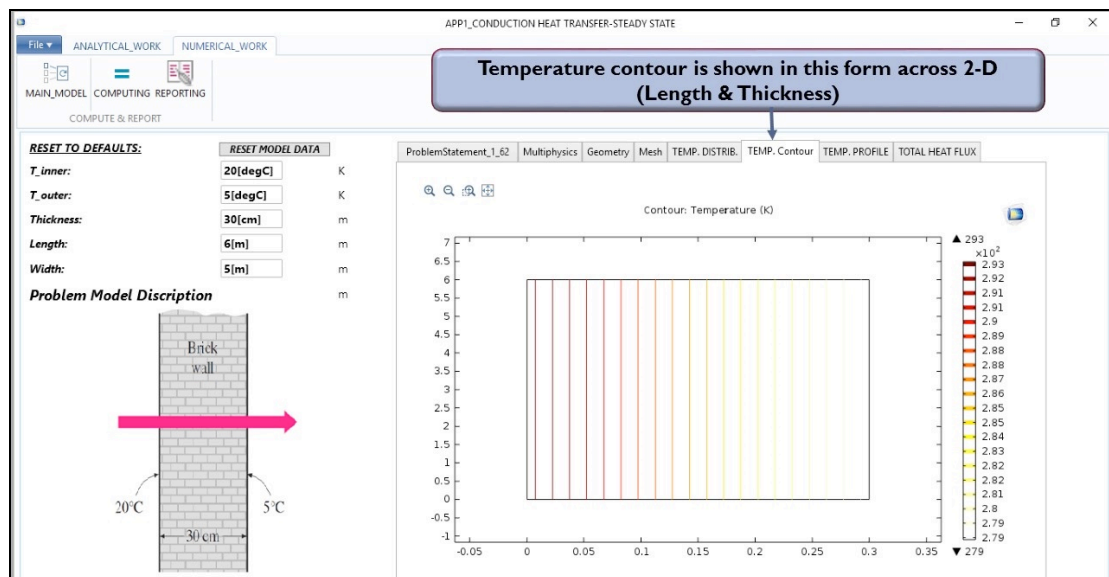 APP1_CONDUCTION HEAT TRANSFER-STEADY STATE
File ANALYTICAL_WORK NUMERICAL_WORK
MAIN_MODEL COMPUTING REPORTING
COMPUTE & REPORT
Temperature contour is shown in this form across 2-D
(Length & Thickness)
RESET TO DEFAULTS: RESET MODEL DATA
T_inner: 20[degC] K
T_outer: 5[degC] K
Thickness: 30[cm] m
Length: 6[m] m
Width: 5[m] m
Problem Model Discription m
Brick
wall
20°C
5°C
30 cm
ProblemStatement_1_62 Multiphysics Geometry Mesh TEMP. DISTRIB. TEMP. Contour TEMP. PROFILE TOTAL HEAT FLUX
Contour: Temperature (K)
7
6.5
6
5.5
5
4.5
4
3.5
3
2.5
2
1.5
1
0.5
0
-0.5
-1
-0.05 0 0.05 0.1 0.15 0.2 0.25 0.3 0.35
▲ 293
×10²
2.93
2.92
2.91
2.91
2.9
2.89
2.88
2.88
2.87
2.86
2.85
2.85
2.84
2.83
2.82
2.82
2.81
2.8
2.79
2.79
▼ 279